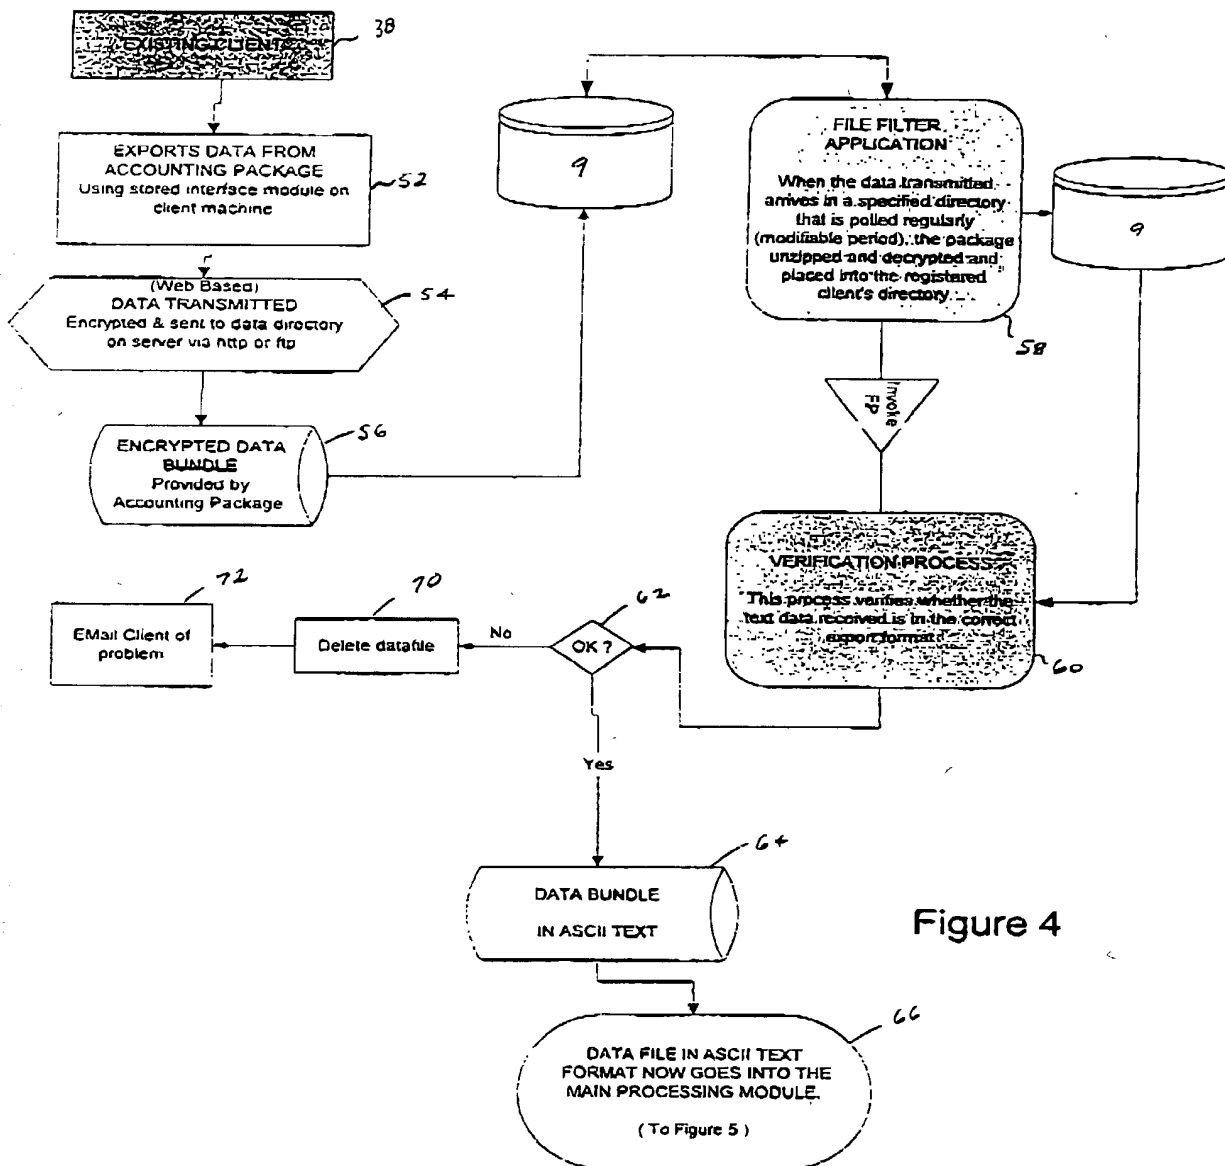 EXISTING CLIENTS
38
EXPORTS DATA FROM
ACCOUNTING PACKAGE
Using stored interface module on
client machine
52
(Web Based)
DATA TRANSMITTED
Encrypted & sent to data directory
on server via http or ftp
54
ENCRYPTED DATA
BUNDLE
Provided by
Accounting Package
56
9
FILE FILTER
APPLICATION
When the data transmitted
arrives in a specified directory
that is polled regularly
(modifiable period), the package
unzipped and decrypted and
placed into the registered
client's directory
58
9
Invoke
FP
VERIFICATION PROCESS
This process verifies whether the
text data received is in the correct
export format
60
OK ?
62
No
Delete datafile
70
EMail Client of
problem
72
Yes
DATA BUNDLE
IN ASCII TEXT
64
DATA FILE IN ASCII TEXT
FORMAT NOW GOES INTO THE
MAIN PROCESSING MODULE.
( To Figure 5 )
66
Figure 4